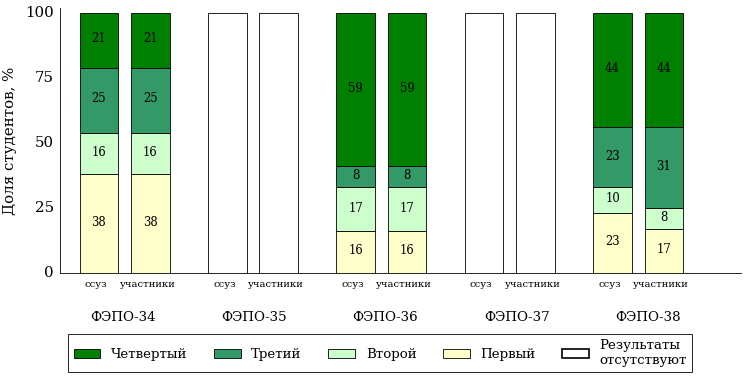 Доля студентов, %
100
75
50
25
0
21 21 59 59 44 44
25 25 8 8 23 31
16 16 17 17 10 8
38 38 16 16 23 17
ссуз участники ссуз участники ссуз участники ссуз участники ссуз участники
ФЭПО-34 ФЭПО-35 ФЭПО-36 ФЭПО-37 ФЭПО-38
Четвертый Третий Второй Первый Результаты
отсутствуют